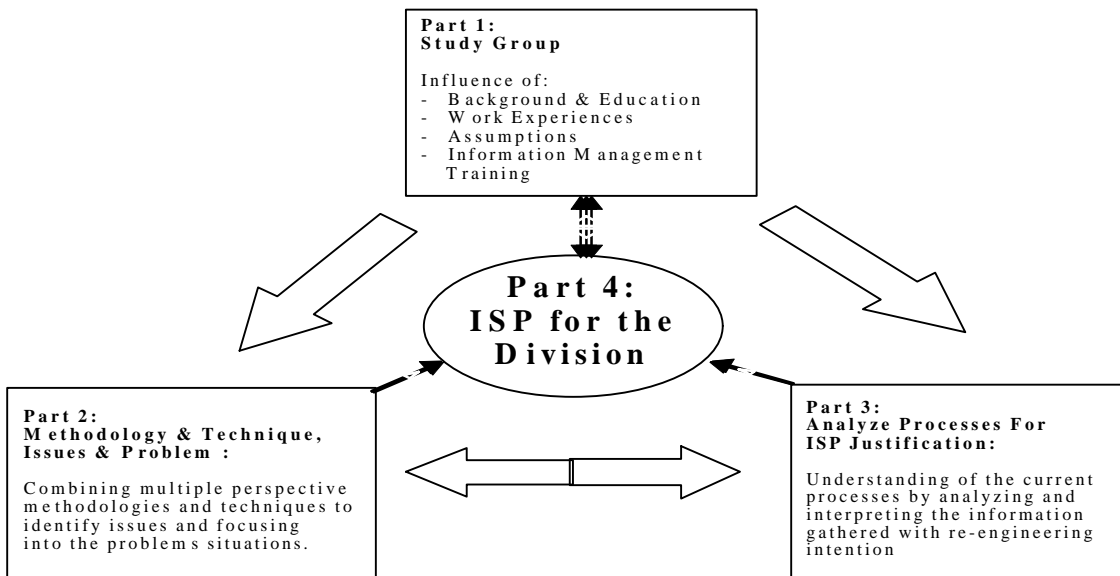 Part 1:
Study Group
Influence of:
- Background & Education
- Work Experiences
- Assumptions
- Information Management
Training
Part 4:
ISP for the
Division
Part 2:
Methodology & Technique,
Issues & Problem :
Combining multiple perspective
methodologies and techniques to
identify issues and focusing
into the problems situations.
Part 3:
Analyze Processes For
ISP Justification:
Understanding of the current
processes by analyzing and
interpreting the information
gathered with re-engineering
intention